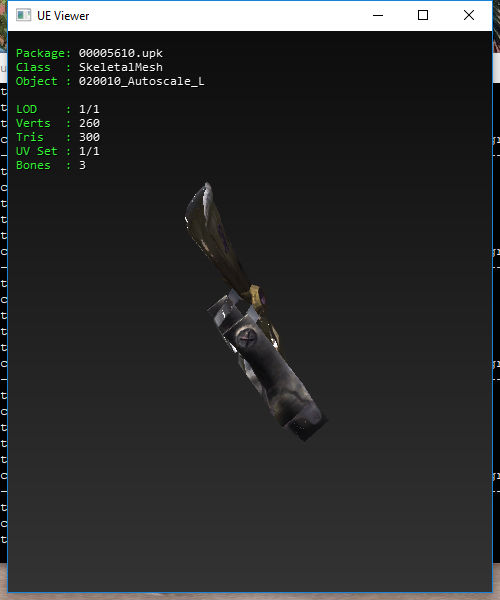 UE Viewer
Package: 00005610.upk
Class : SkeletalMesh
Object : 020010_Autoscale_L
LOD : 1/1
Verts : 260
Tris : 300
UV Set : 1/1
Bones : 3